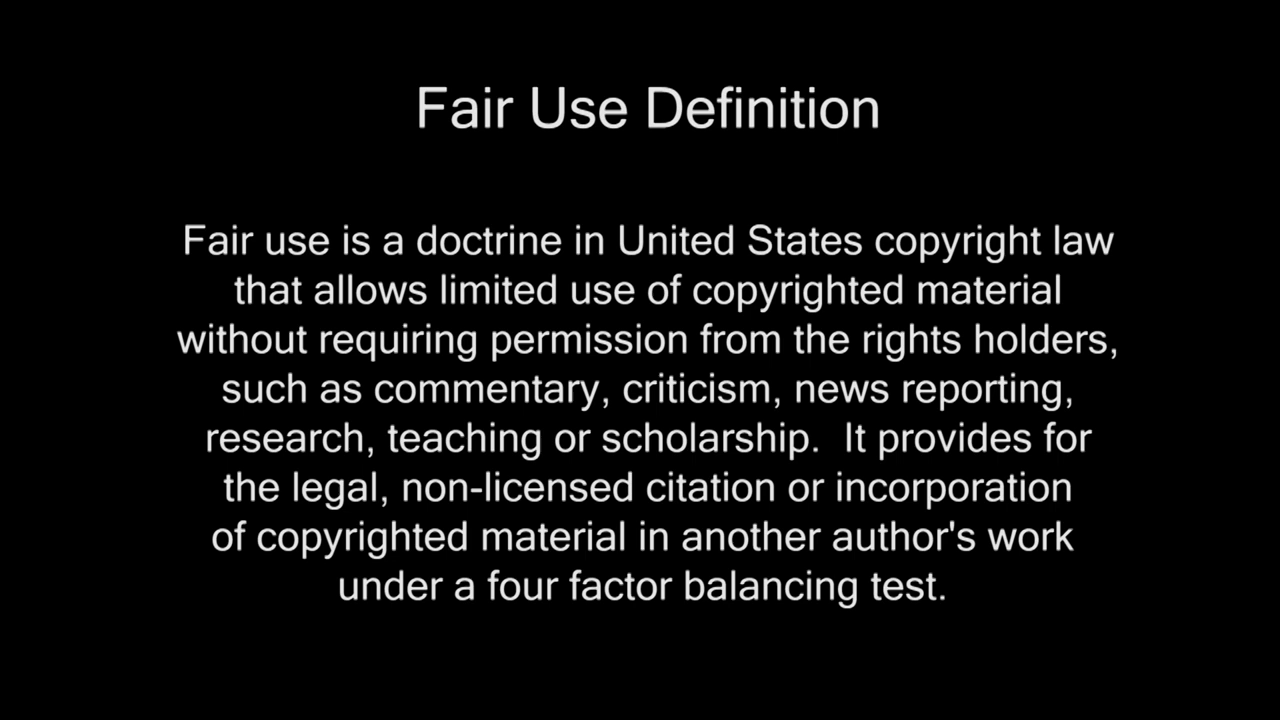 Fair Use Definition
Fair use is a doctrine in United States copyright law
that allows limited use of copyrighted material
without requiring permission from the rights holders,
such as commentary, criticism, news reporting,
research, teaching or scholarship.  It provides for
the legal, non-licensed citation or incorporation
of copyrighted material in another author's work
under a four factor balancing test.